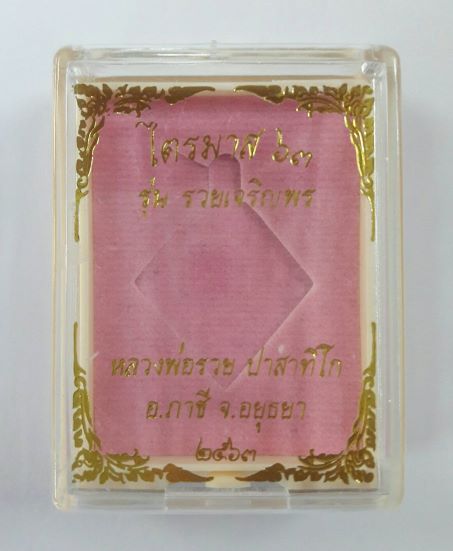 ไตรมาส ๖๓
รุ่น รวยเจริญพร
หลวงพ่อรวย ปาสาทิโก
อ.ภาชี จ.อยุธยา
๒๕๖๓